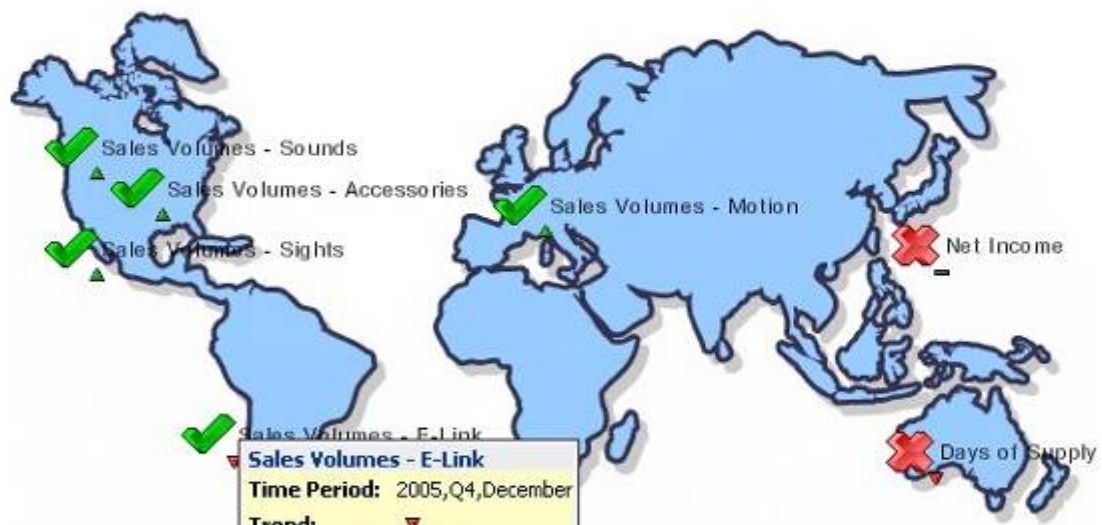 Sales Volumes - Sounds
Sales Volumes - Accessories
Sales Volumes - Motion
Sales Volumes - Sights
Net Income
Sales Volumes - E-Link
Days of Supply
Sales Volumes - E-Link
Time Period: 2005,Q4,December
Trend: